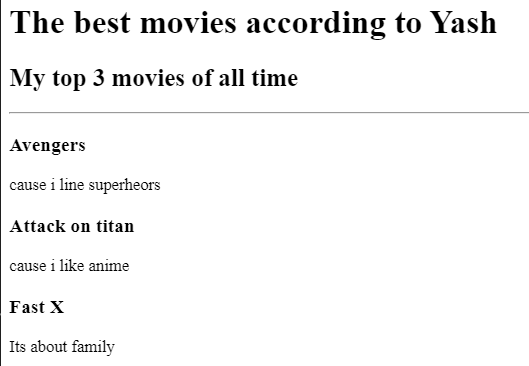 The best movies according to Yash
My top 3 movies of all time
Avengers
cause i line superheors
Attack on titan
cause i like anime
Fast X
Its about family